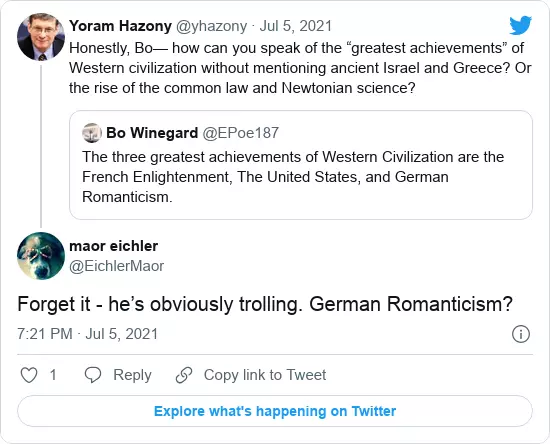 Yoram Hazony @yhazony · Jul 5, 2021
Honestly, Bo— how can you speak of the “greatest achievements” of
Western civilization without mentioning ancient Israel and Greece? Or
the rise of the common law and Newtonian science?
Bo Winegard @EPoe187
The three greatest achievements of Western Civilization are the
French Enlightenment, The United States, and German
Romanticism.
maor eichler
@EichlerMaor
Forget it - he’s obviously trolling. German Romanticism?
7:21 PM · Jul 5, 2021
1 Reply Copy link to Tweet
Explore what's happening on Twitter